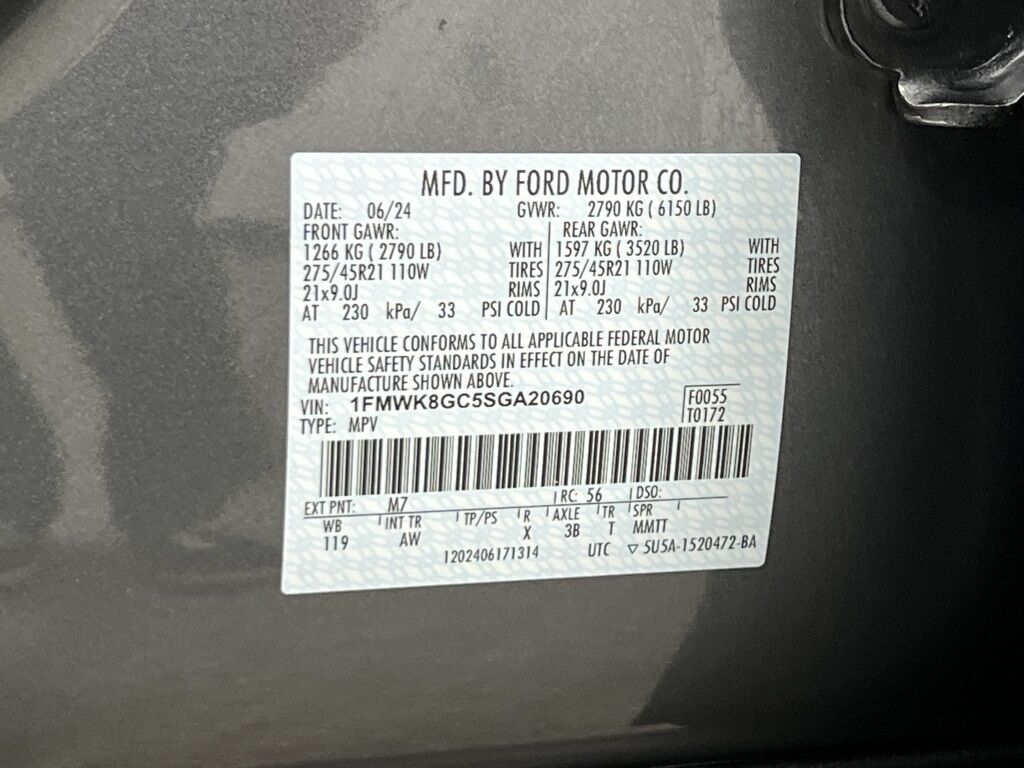 MFD. BY FORD MOTOR CO.
DATE: 06/24 GVWR: 2790 KG ( 6150 LB)
FRONT GAWR: REAR GAWR:
1266 KG ( 2790 LB) WITH 1597 KG ( 3520 LB) WITH
275/45R21 110W TIRES 275/45R21 110W TIRES
21x9.0J RIMS 21x9.0J RIMS
AT 230 kPa/ 33 PSI COLD AT 230 kPa/ 33 PSI COLD
THIS VEHICLE CONFORMS TO ALL APPLICABLE FEDERAL MOTOR
VEHICLE SAFETY STANDARDS IN EFFECT ON THE DATE OF
MANUFACTURE SHOWN ABOVE.
VIN: 1FMWK8GC5SGA20690 F0055
TYPE: MPV T0172
EXT PNT: M7 RC: 56 DSO:
WB INT TR TP/PS R AXLE TR SPR
119 AW X 3B T MMTT
1202406171314 UTC ▽ 5U5A-1520472-BA